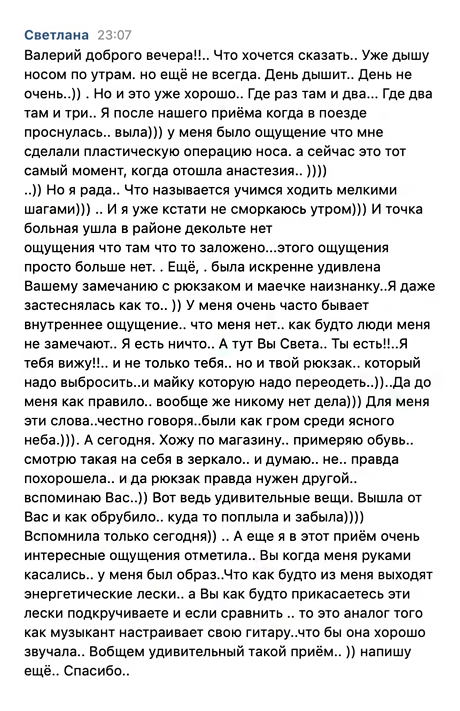 Светлана 23:07
Валерий доброго вечера!!.. Что хочется сказать.. Уже дышу
носом по утрам. но ещё не всегда. День дышит.. День не
очень..)) . Но и это уже хорошо.. Где раз там и два... Где два
там и три.. Я после нашего приёма когда в поезде
проснулась.. выла))) у меня было ощущение что мне
сделали пластическую операцию носа. а сейчас это тот
самый момент, когда отошла анастезия.. ))))
..)) Но я рада.. Что называется учимся ходить мелкими
шагами))) .. И я уже кстати не сморкаюсь утром))) И точка
больная ушла в районе декольте нет
ощущения что там что то заложено...этого ощущения
просто больше нет. . Ещё, . была искренне удивлена
Вашему замечанию с рюкзаком и маечке наизнанку..Я даже
застеснялась как то.. )) У меня очень часто бывает
внутреннее ощущение.. что меня нет.. как будто люди меня
не замечают.. Я есть ничто.. А тут Вы Света.. Ты есть!!..Я
тебя вижу!!.. и не только тебя.. но и твой рюкзак.. который
надо выбросить..и майку которую надо переодеть..))..Да до
меня как правило.. вообще же никому нет дела))) Для меня
эти слова..честно говоря..были как гром среди ясного
неба.))). А сегодня. Хожу по магазину.. примеряю обувь..
смотрю такая на себя в зеркало.. и думаю.. не.. правда
похорошела.. и да рюкзак правда нужен другой..
вспоминаю Вас..)) Вот ведь удивительные вещи. Вышла от
Вас и как обрубило.. куда то поплыла и забыла))))
Вспомнила только сегодня)) .. А еще я в этот приём очень
интересные ощущения отметила.. Вы когда меня руками
касались.. у меня был образ..Что как будто из меня выходят
энергетические лески.. а Вы как будто прикасаетесь эти
лески подкручиваете и если сравнить .. то это аналог того
как музыкант настраивает свою гитару..что бы она хорошо
звучала.. Вобщем удивительный такой приём.. )) напишу
ещё.. Спасибо..